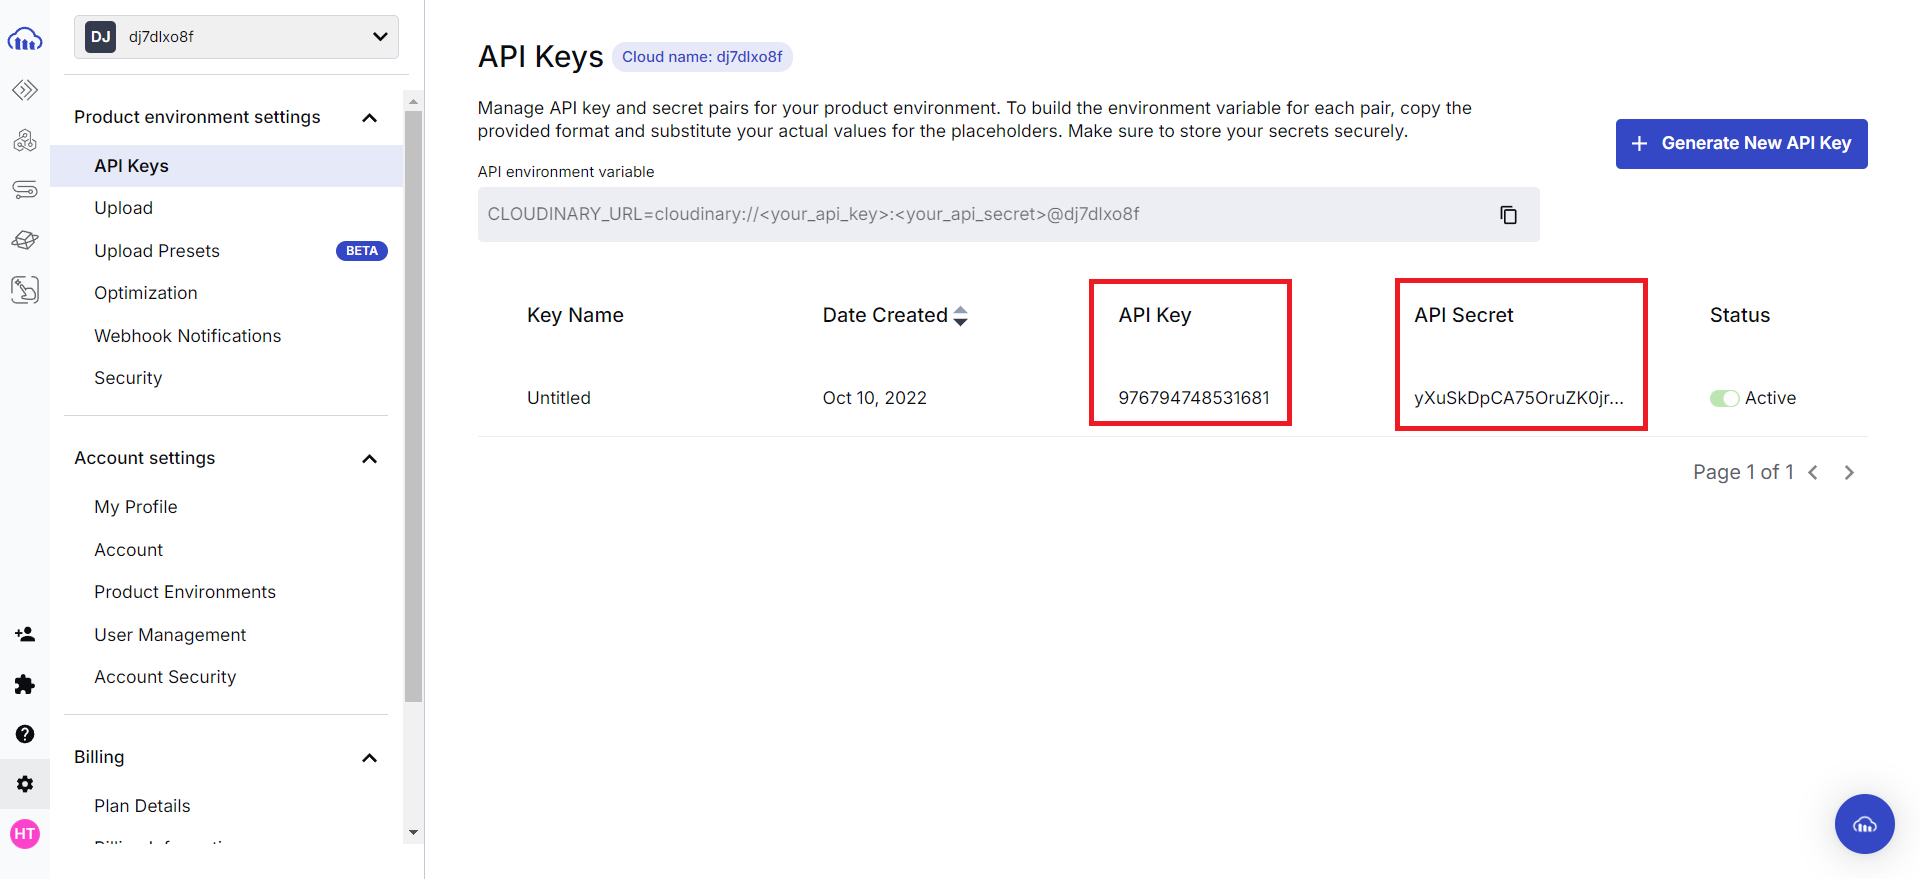 DJ dj7dlxo8f
Product environment settings
API Keys
Upload
Upload Presets BETA
Optimization
Webhook Notifications
Security
Account settings
My Profile
Account
Product Environments
User Management
Account Security
Billing
Plan Details
HT
API Keys Cloud name: dj7dlxo8f
Manage API key and secret pairs for your product environment. To build the environment variable for each pair, copy the
provided format and substitute your actual values for the placeholders. Make sure to store your secrets securely.
+ Generate New API Key
API environment variable
CLOUDINARY_URL=cloudinary://<your_api_key>:<your_api_secret>@dj7dlxo8f
Key Name Date Created API Key API Secret Status
Untitled Oct 10, 2022 976794748531681 yXuSkDpCA75OruZK0jr... Active
Page 1 of 1